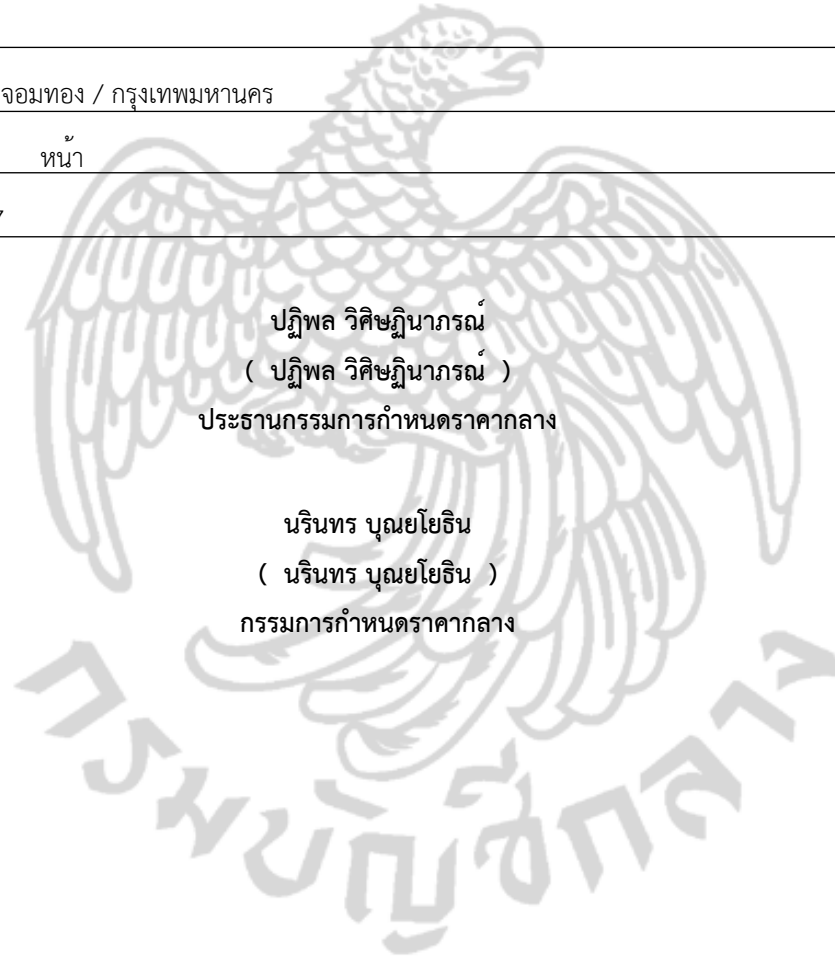 จอมทอง / กรุงเทพมหานคร
หน้า
ปฏิพล วิศิษฏินาภรณ์
( ปฏิพล วิศิษฏินาภรณ์ )
ประธานกรรมการกำหนดราคากลาง
นรินทร บุณยโยธิน
( นรินทร บุณยโยธิน )
กรรมการกำหนดราคากลาง
กรมบัญชีกลาง